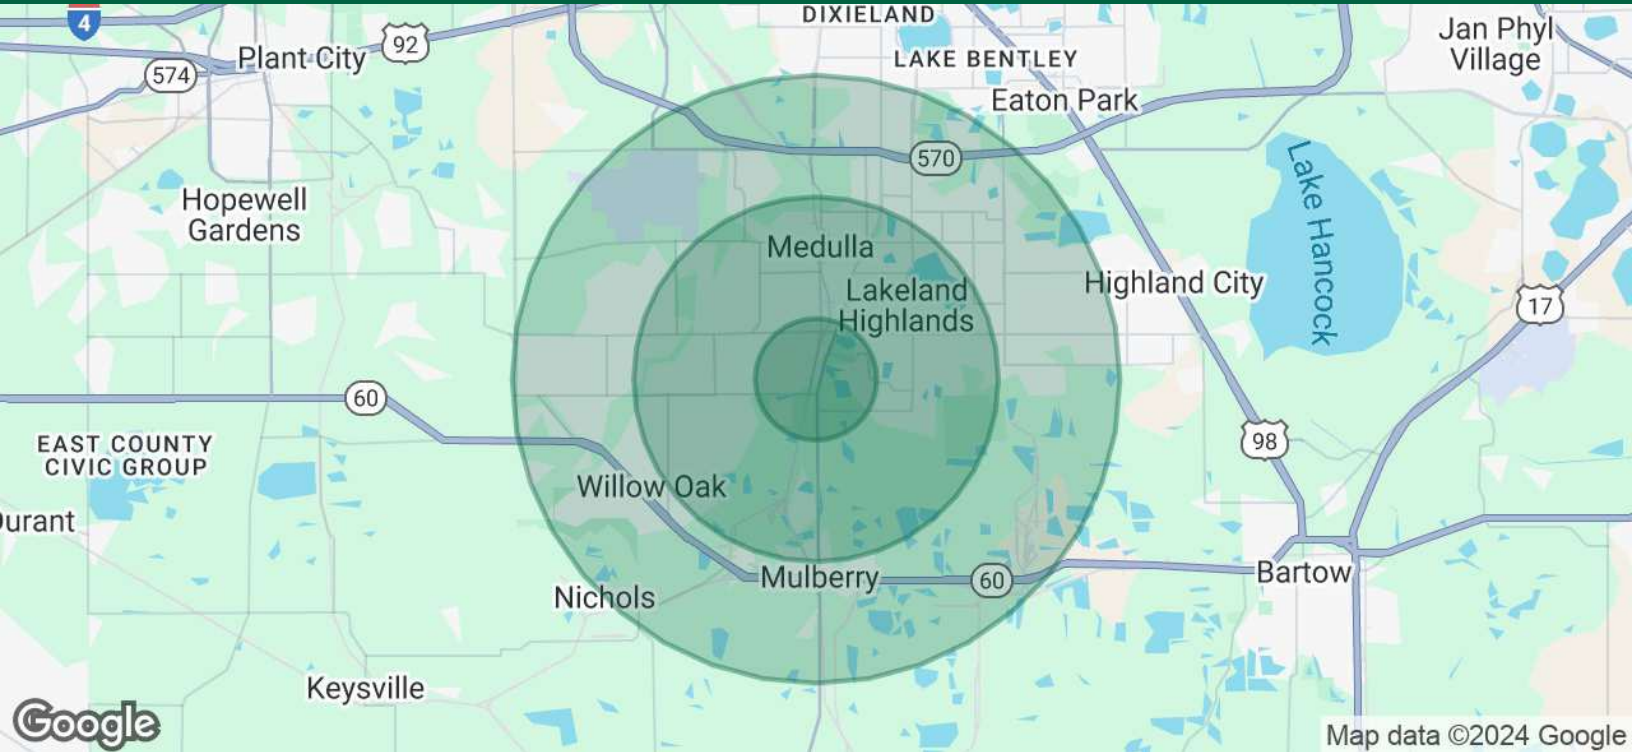 DIXIELAND
4
Plant City
92
574
LAKE BENTLEY
Jan Phyl
Village
Eaton Park
570
Hopewell
Gardens
Medulla
Lakeland
Highlands
Highland City
Lake Hancock
17
60
EAST COUNTY
CIVIC GROUP
98
Willow Oak
Durant
Mulberry
60
Bartow
Nichols
Keysville
Google
Map data ©2024 Google